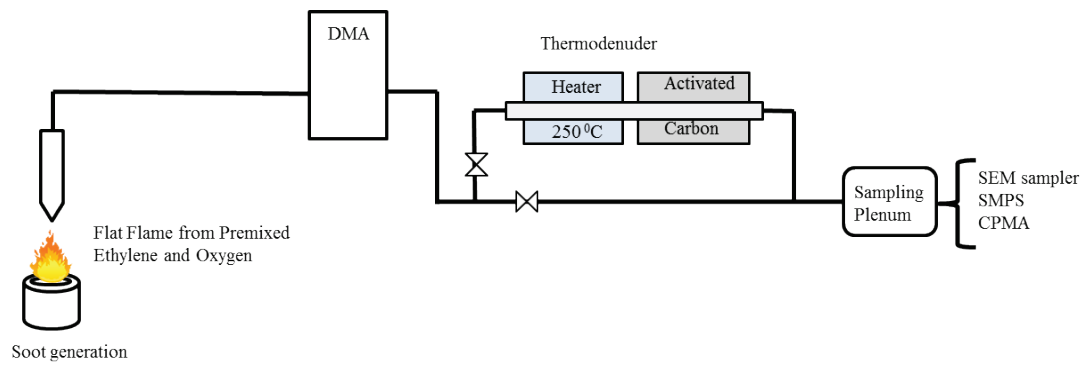 DMA
Thermodenuder
Heater
Activated
250 ⁰C
Carbon
Flat Flame from Premixed
Ethylene and Oxygen
Soot generation
Sampling
Plenum
SEM sampler
SMPS
CPMA